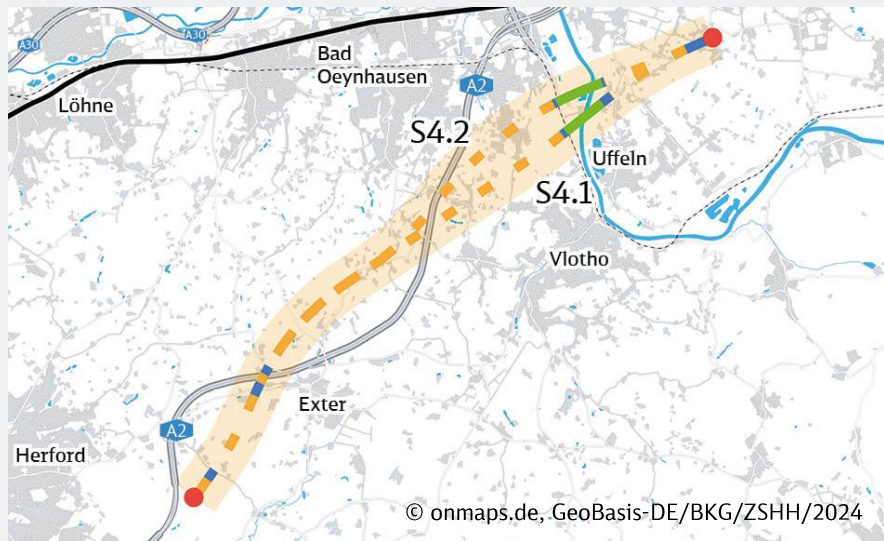 A30
A30
Bad
Oeynhausen
Löhne
A2
S4.2
Uffeln
S4.1
Vlotho
Exter
A2
Herford
© onmaps.de, GeoBasis-DE/BKG/ZSHH/2024